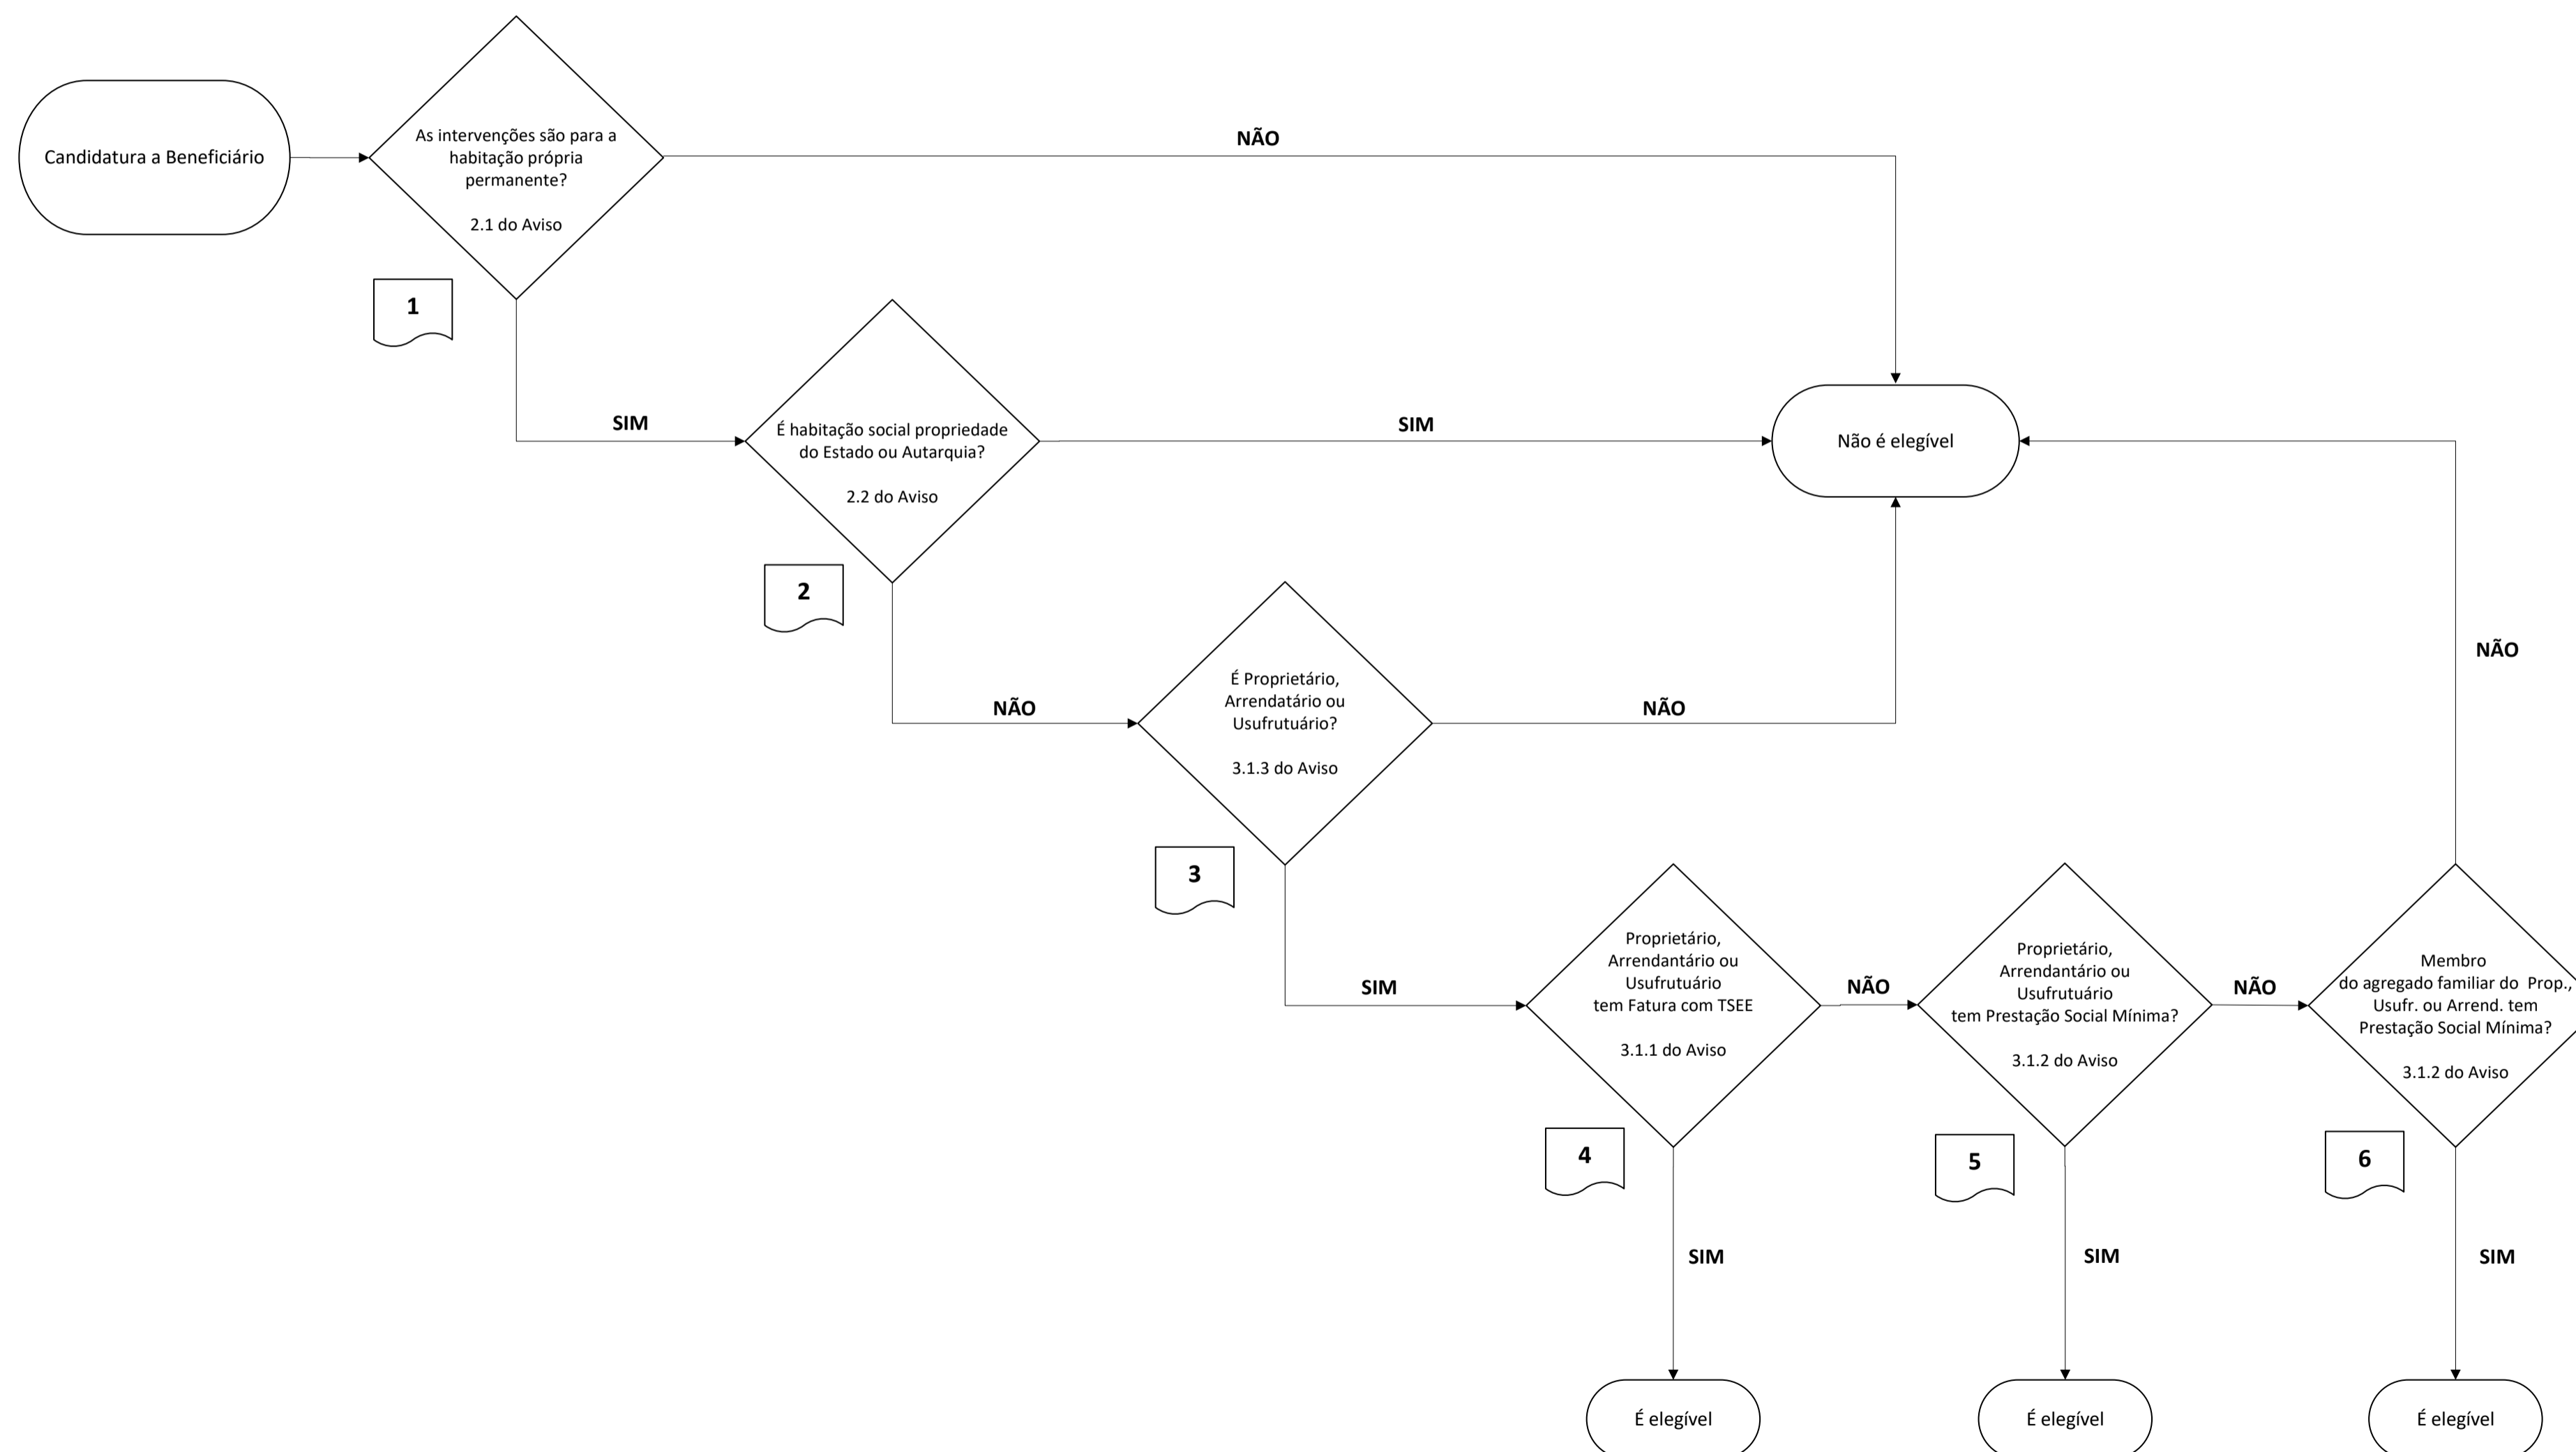 Candidatura a Beneficiário
As intervenções são para a
habitação própria
permanente?
2.1 do Aviso
NÃO
1
SIM
É habitação social propriedade
do Estado ou Autarquia?
2.2 do Aviso
SIM
Não é elegível
2
NÃO
É Proprietário,
Arrendatário ou
Usufrutuário?
3.1.3 do Aviso
NÃO
NÃO
3
SIM
Proprietário,
Arrendantário ou
Usufrutuário
tem Fatura com TSEE
3.1.1 do Aviso
NÃO
Proprietário,
Arrendantário ou
Usufrutuário
tem Prestação Social Mínima?
3.1.2 do Aviso
NÃO
Membro
do agregado familiar do  Prop.,
Usufr. ou Arrend. tem
Prestação Social Mínima?
3.1.2 do Aviso
4
5
6
SIM
SIM
SIM
É elegível
É elegível
É elegível